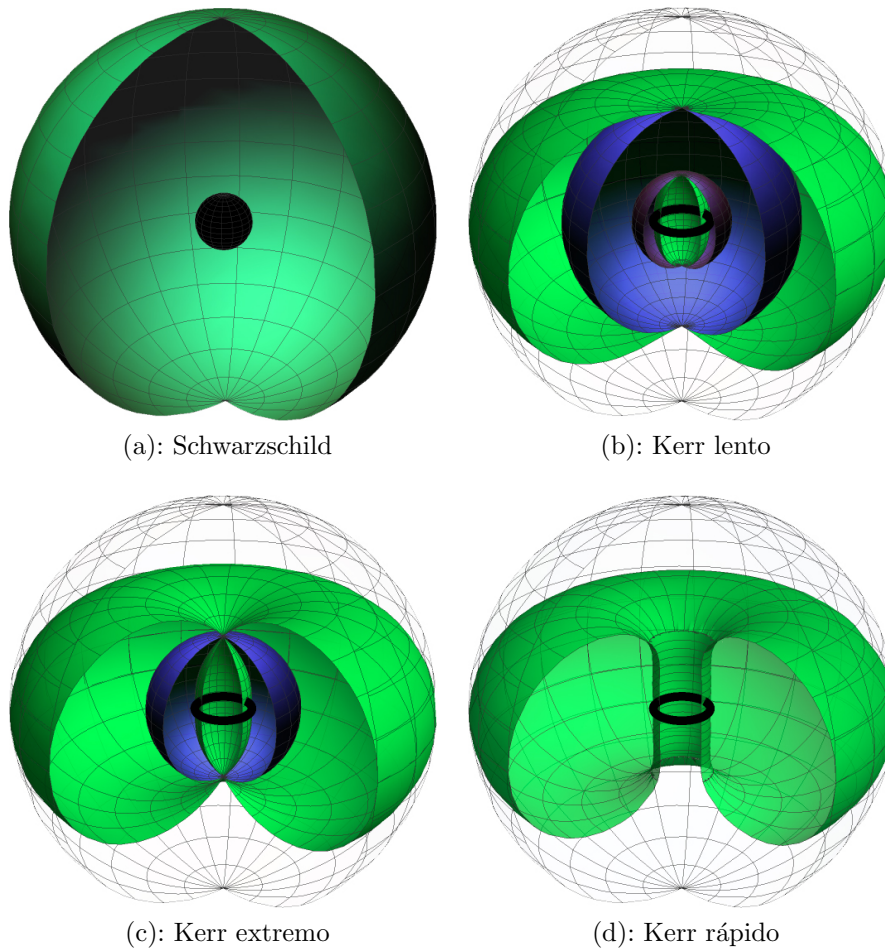 (a): Schwarzschild
(b): Kerr lento
(c): Kerr extremo
(d): Kerr rápido